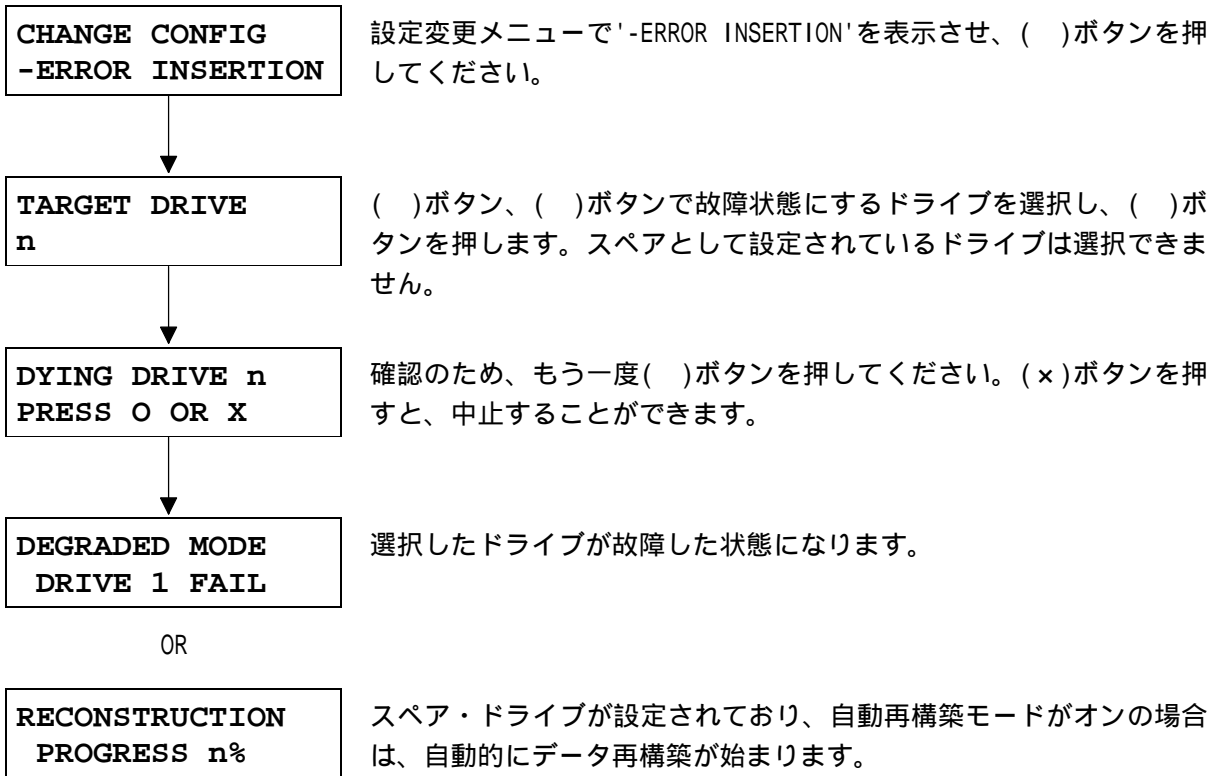 CHANGE CONFIG
-ERROR INSERTION
設定変更メニューで'-ERROR INSERTION'を表示させ、(　)ボタンを押
してください。
TARGET DRIVE
n
(　)ボタン、(　)ボタンで故障状態にするドライブを選択し、(　)ボ
タンを押します。スペアとして設定されているドライブは選択できま
せん。
DYING DRIVE n
PRESS O OR X
確認のため、もう一度(　)ボタンを押してください。(×)ボタンを押
すと、中止することができます。
DEGRADED MODE
DRIVE 1 FAIL
選択したドライブが故障した状態になります。
OR
RECONSTRUCTION
PROGRESS n%
スペア・ドライブが設定されており、自動再構築モードがオンの場合
は、自動的にデータ再構築が始まります。